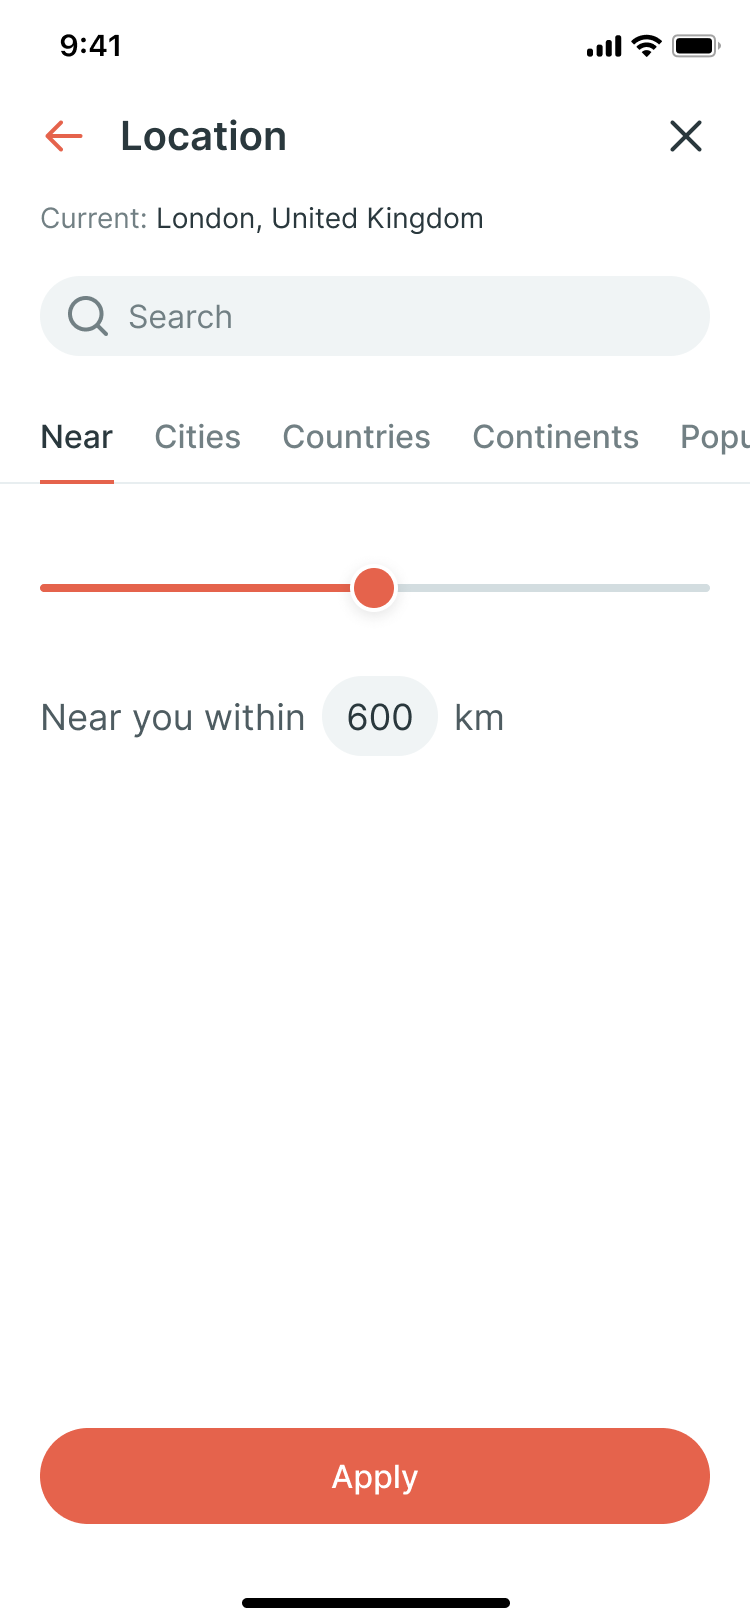 9:41
Location
Current: London, United Kingdom
Search
Near Cities Countries Continents Popu
Near you within 600 km
Apply